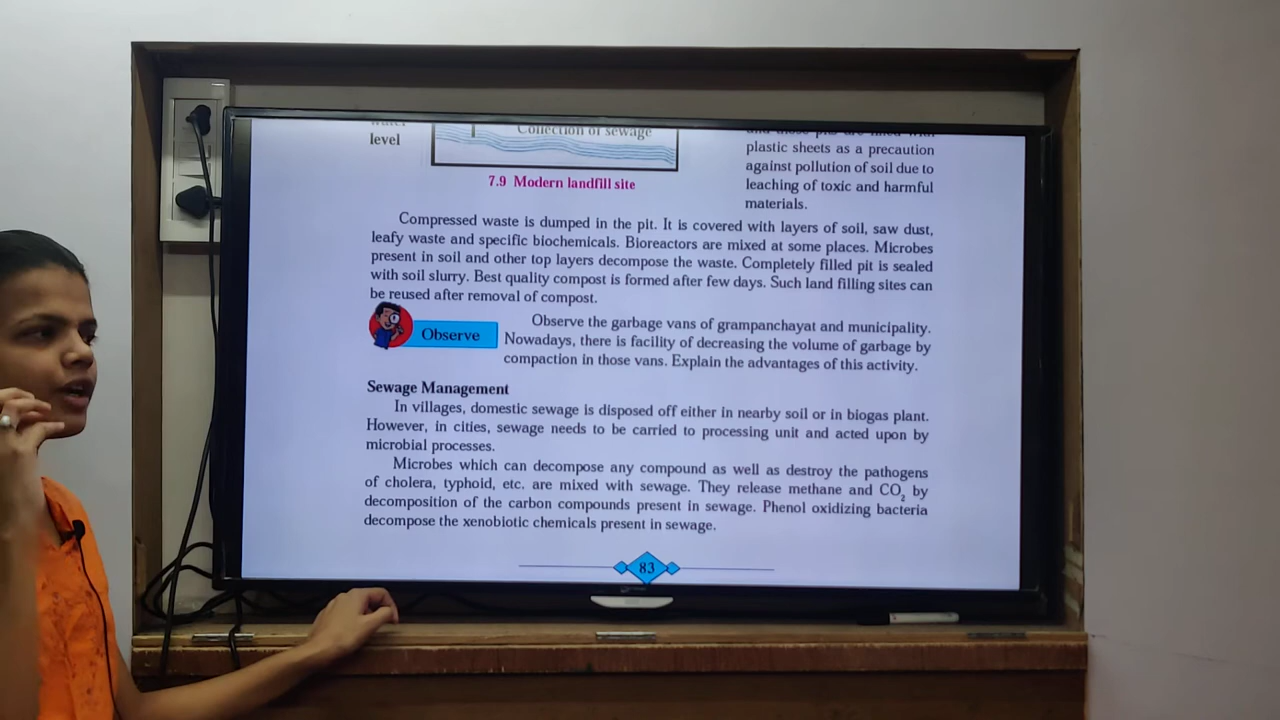 level
Collection of sewage
plastic sheets as a precaution
against pollution of soil due to
leaching of toxic and harmful
materials.
7.9 Modern landfill site
Compressed waste is dumped in the pit. It is covered with layers of soil, saw dust,
leafy waste and specific biochemicals. Bioreactors are mixed at some places. Microbes
present in soil and other top layers decompose the waste. Completely filled pit is sealed
with soil slurry. Best quality compost is formed after few days. Such land filling sites can
be reused after removal of compost.
Observe
Observe the garbage vans of grampanchayat and municipality.
Nowadays, there is facility of decreasing the volume of garbage by
compaction in those vans. Explain the advantages of this activity.
Sewage Management
In villages, domestic sewage is disposed off either in nearby soil or in biogas plant.
However, in cities, sewage needs to be carried to processing unit and acted upon by
microbial processes.
Microbes which can decompose any compound as well as destroy the pathogens
of cholera, typhoid, etc. are mixed with sewage. They release methane and CO₂ by
decomposition of the carbon compounds present in sewage. Phenol oxidizing bacteria
decompose the xenobiotic chemicals present in sewage.
83